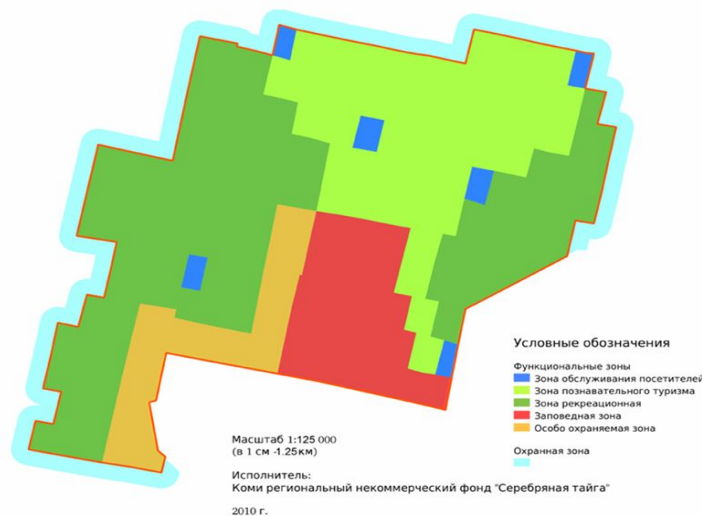 Условные обозначения
Функциональные зоны
Зона обслуживания посетителей
Зона познавательного туризма
Зона рекреационная
Заповедная зона
Особо охраняемая зона
Охранная зона
Масштаб 1:125 000
(в 1 см -1.25км)
Исполнитель:
Коми региональный некоммерческий фонд "Серебряная тайга"
2010 г.